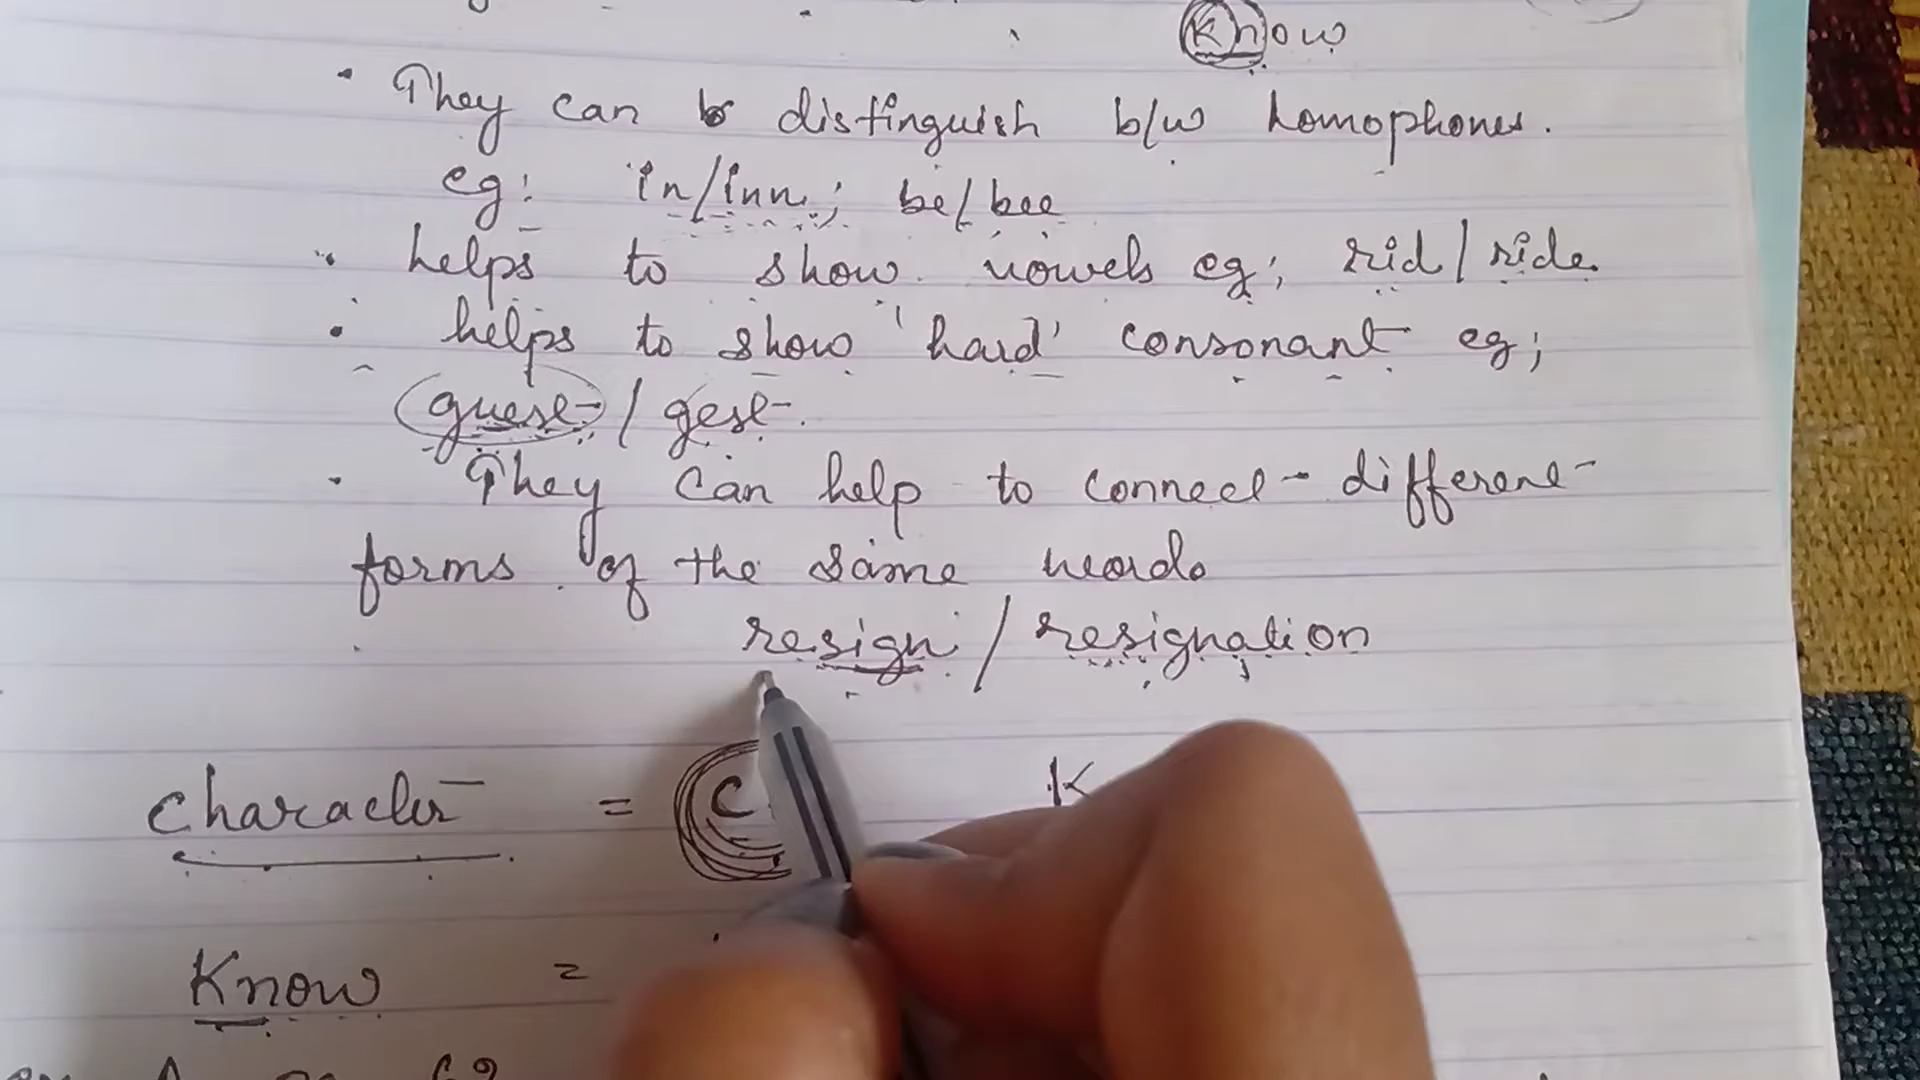 Know
• They can b distinguish b/w homophones.
eg: in/inn; be/bee
• helps to show vowels eg; rid/ride.
• helps to show 'hard' consonant eg;
guest/gest.
• They can help to connect different
forms of the same words
resign/resignation
Character = C K
Know =